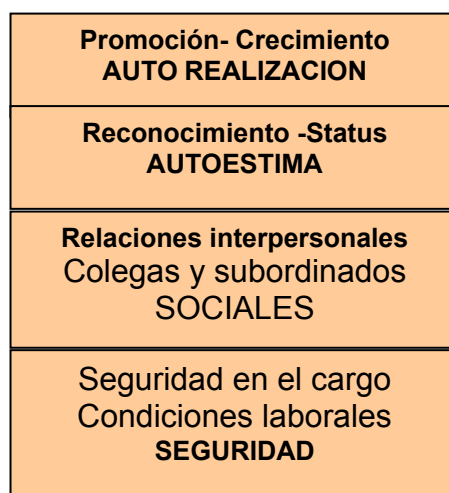 Promoción- Crecimiento
AUTO REALIZACION
Reconocimiento -Status
AUTOESTIMA
Relaciones interpersonales
Colegas y subordinados
SOCIALES
Seguridad en el cargo
Condiciones laborales
SEGURIDAD